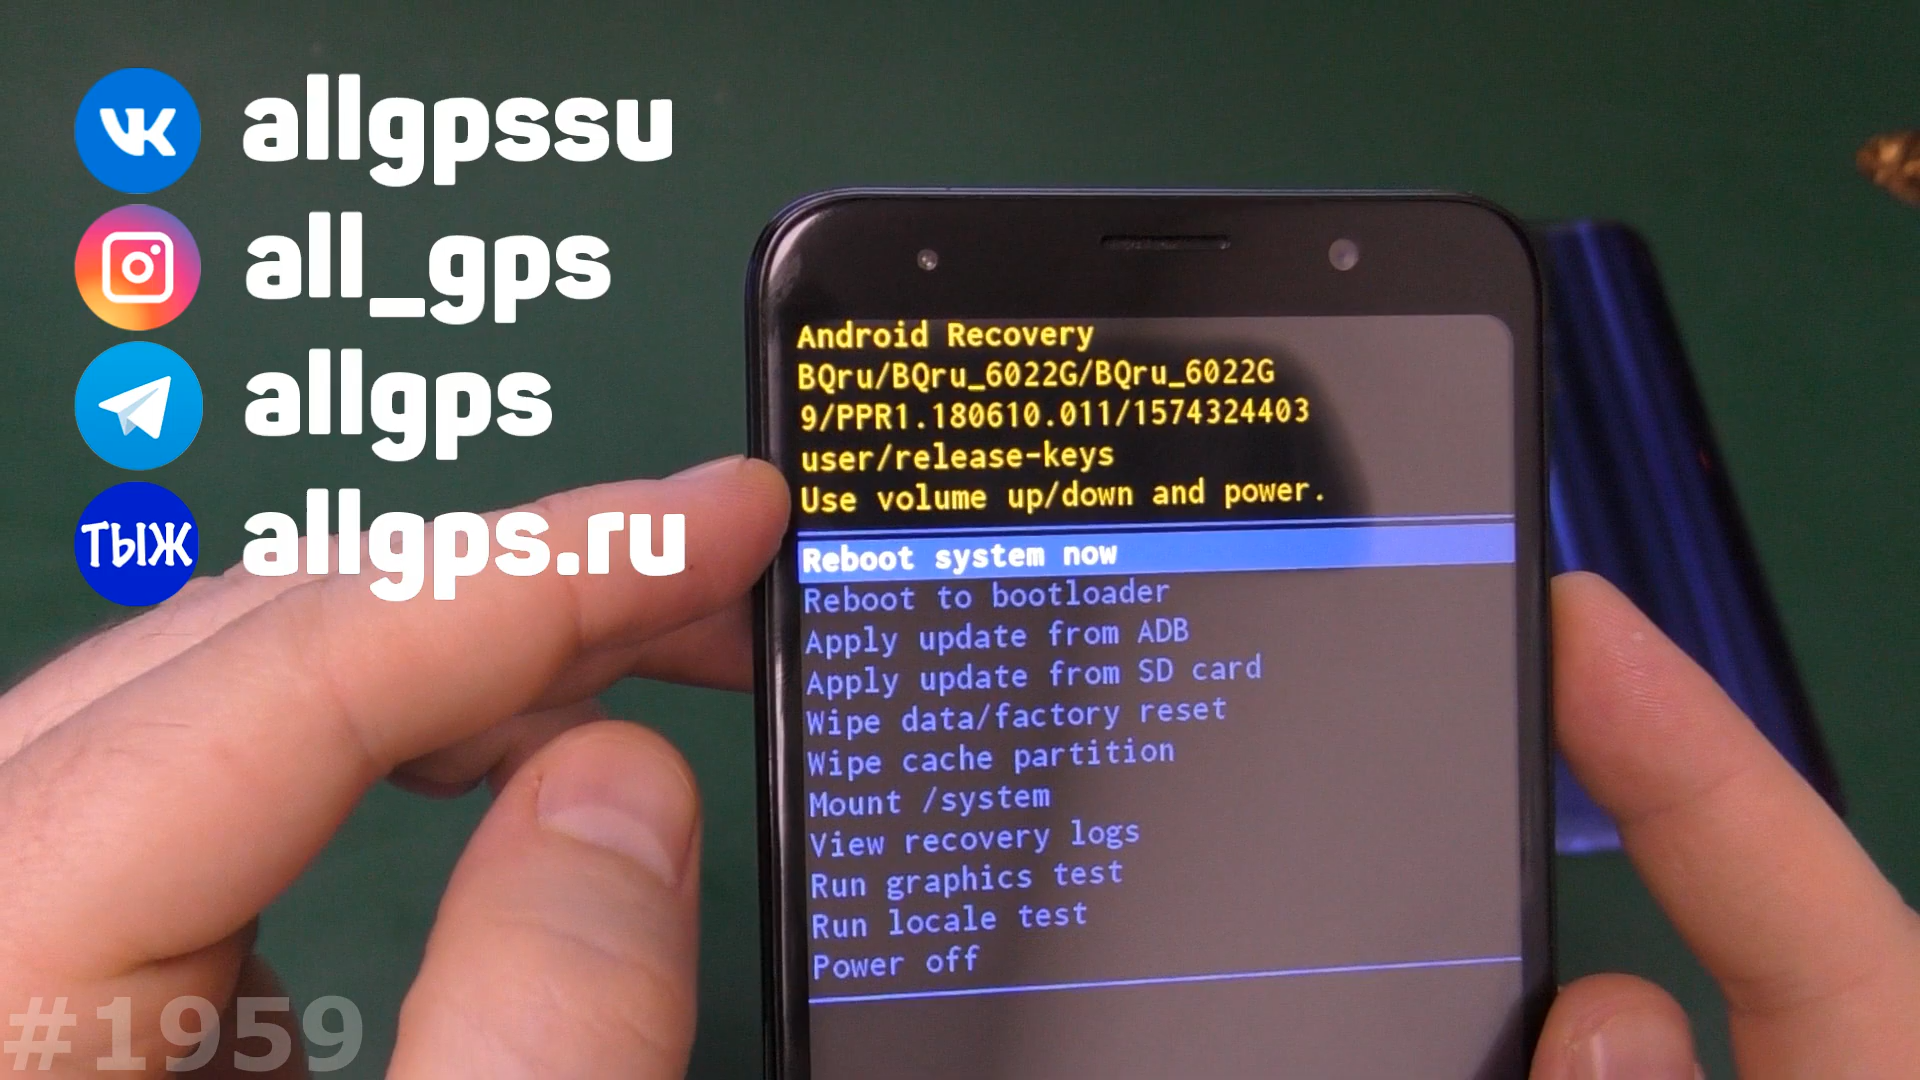 allgpssu
all_gps
allgps
ТЫЖ allgps.ru
Android Recovery
BQru/BQru_6022G/BQru_6022G
9/PPR1.180610.011/1574324403
user/release-keys
Use volume up/down and power.
Reboot system now
Reboot to bootloader
Apply update from ADB
Apply update from SD card
Wipe data/factory reset
Wipe cache partition
Mount /system
View recovery logs
Run graphics test
Run locale test
Power off
#1959